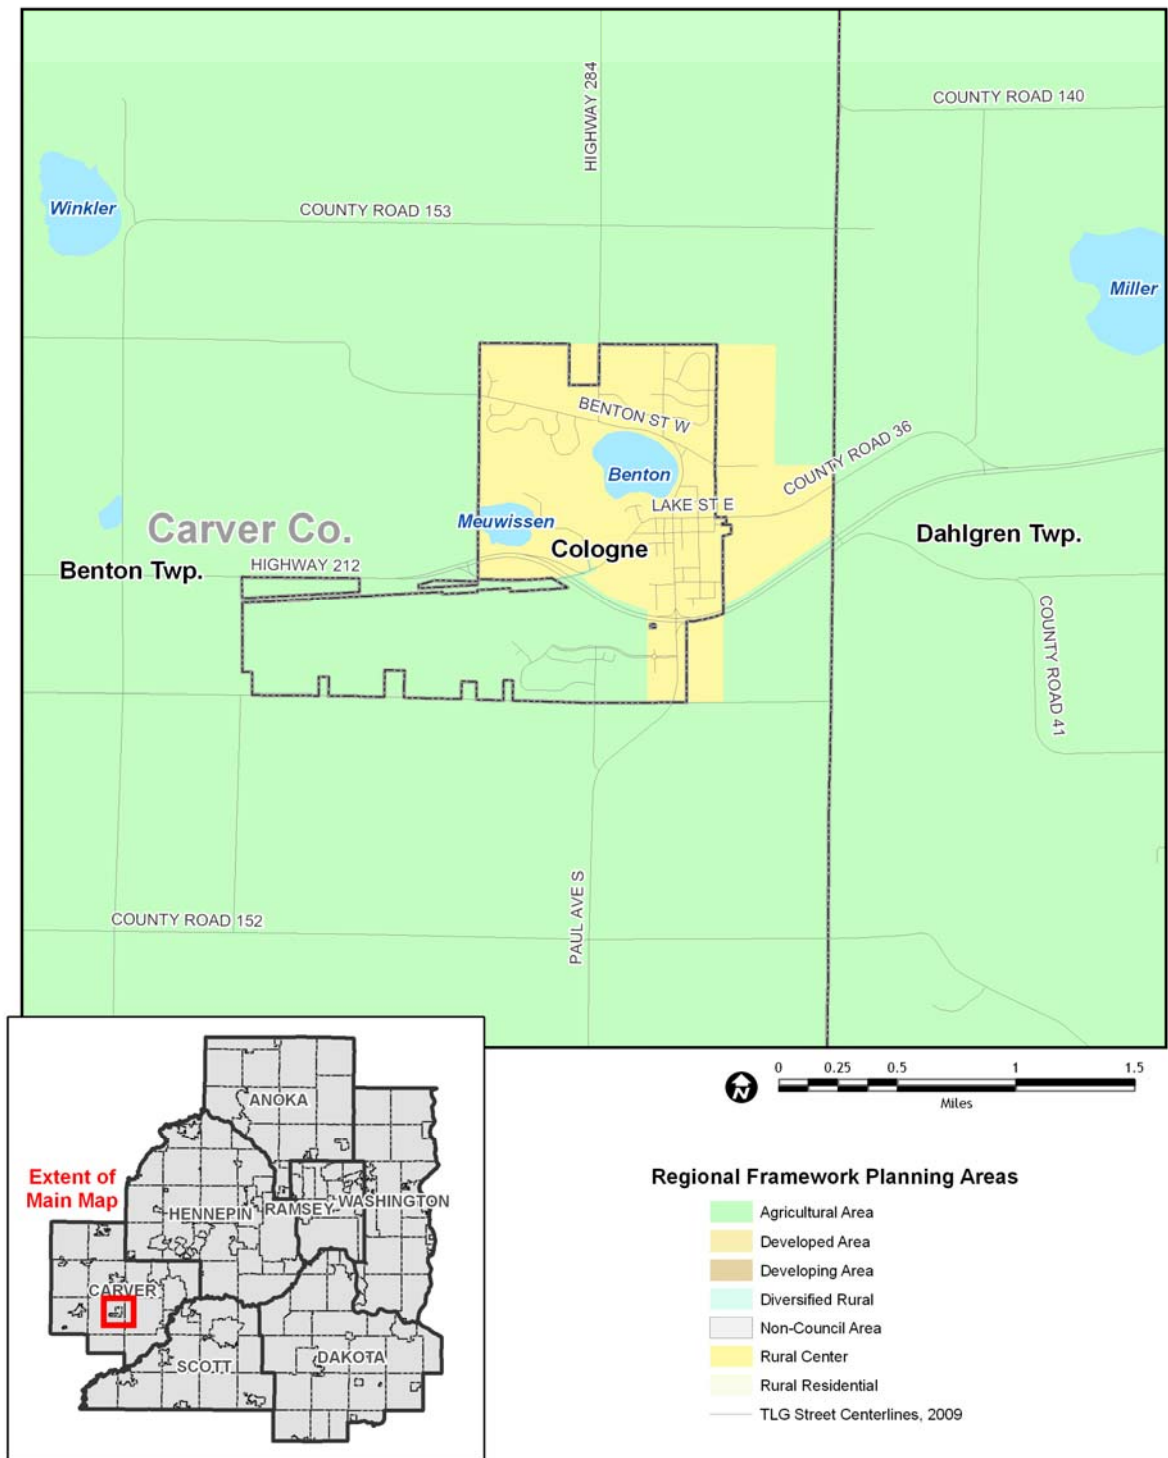 HIGHWAY 284
COUNTY ROAD 140
Winkler
COUNTY ROAD 153
Miller
BENTON ST W
COUNTY ROAD 36
Benton
LAKE ST E
Meuwissen
Carver Co.
Cologne
Dahlgren Twp.
HIGHWAY 212
Benton Twp.
COUNTY ROAD 41
PAUL AVE S
COUNTY ROAD 152
0 0.25 0.5 1 1.5
Miles
N
ANOKA
Extent of
Main Map
HENNEPIN
RAMSEY
WASHINGTON
CARVER
SCOTT
DAKOTA
Regional Framework Planning Areas
Agricultural Area
Developed Area
Developing Area
Diversified Rural
Non-Council Area
Rural Center
Rural Residential
TLG Street Centerlines, 2009